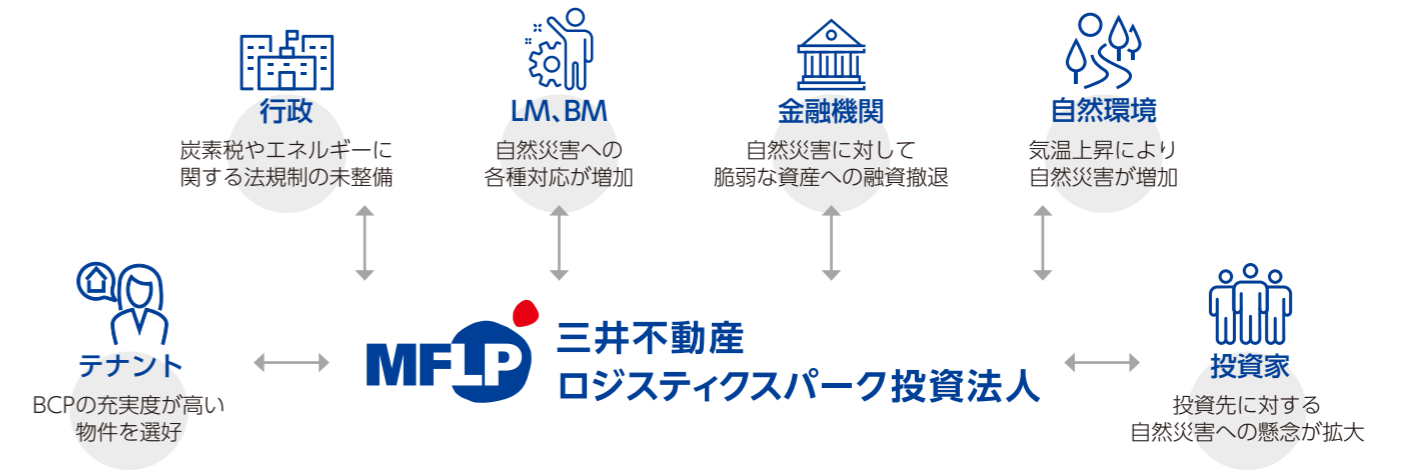 行政
炭素税やエネルギーに
関する法規制の未整備
LM、BM
自然災害への
各種対応が増加
金融機関
自然災害に対して
脆弱な資産への融資撤退
自然環境
気温上昇により
自然災害が増加
テナント
BCPの充実度が高い
物件を選好
MFLP
三井不動産
ロジスティクスパーク投資法人
投資家
投資先に対する
自然災害への懸念が拡大